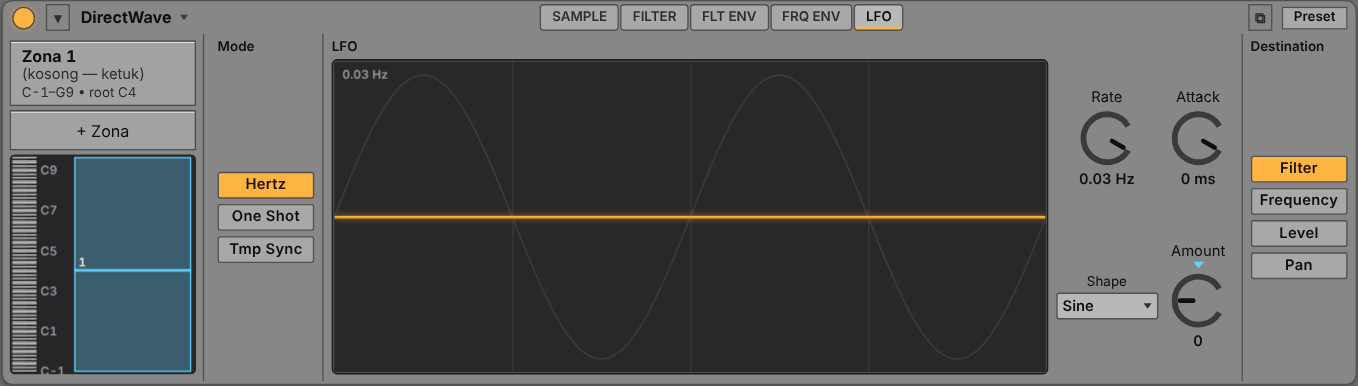 DirectWave
SAMPLE
FILTER
FLT ENV
FRQ ENV
LFO
Preset
Zona 1
(kosong — ketuk)
C-1–G9 • root C4
+ Zona
C9
C7
C5
1
C3
C1
C-1
Mode
Hertz
One Shot
Tmp Sync
LFO
0.03 Hz
Rate
0.03 Hz
Attack
0 ms
Shape
Sine
Amount
0
Destination
Filter
Frequency
Level
Pan